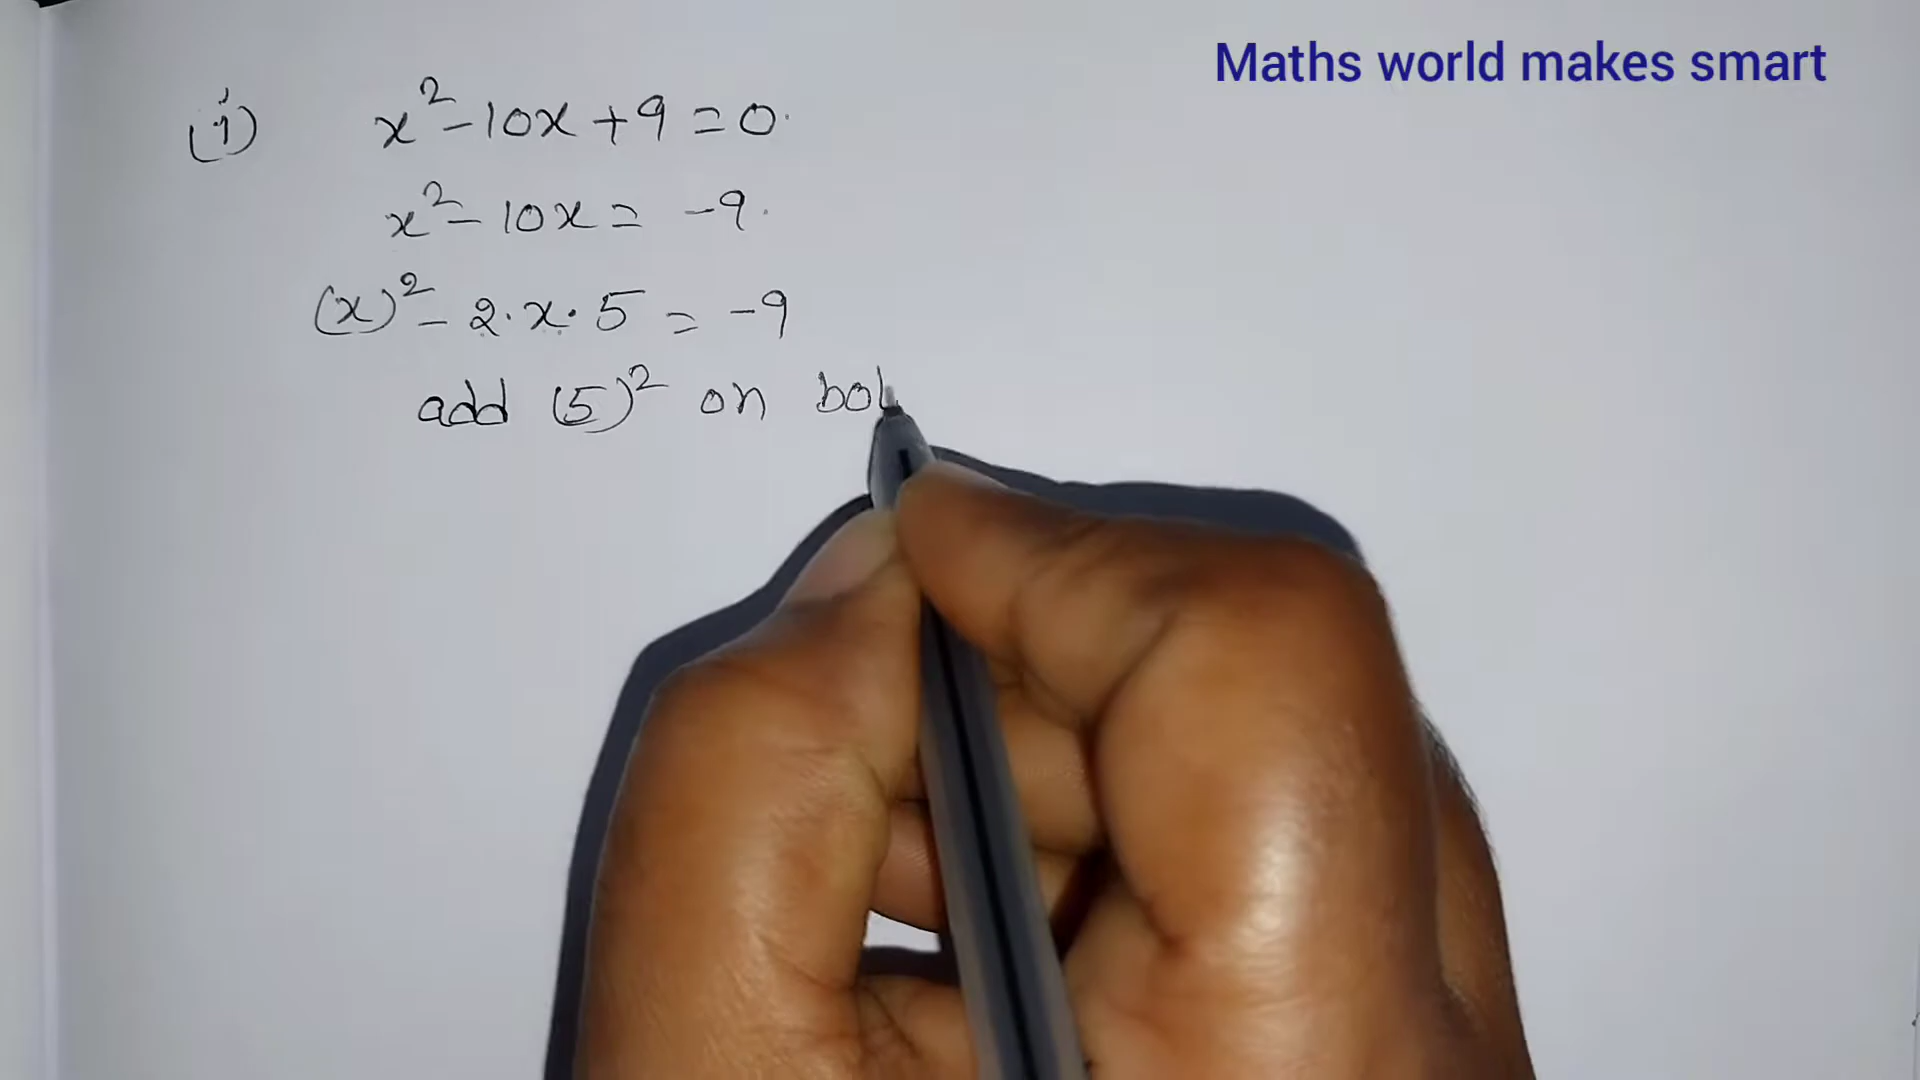 Maths world makes smart
(i) x² - 10x + 9 = 0.
x² - 10x = -9.
(x)² - 2·x·5 = -9
add (5)² on